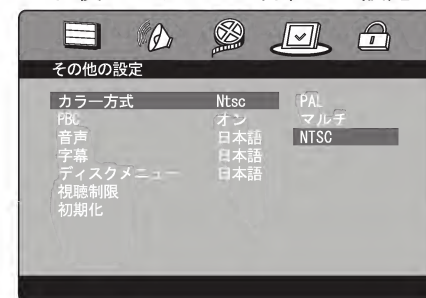 その他の設定
カラー方式 Ntsc PAL
PBC オン マルチ
音声 日本語 NTSC
字幕 日本語
ディスクメニュー 日本語
視聴制限
初期化